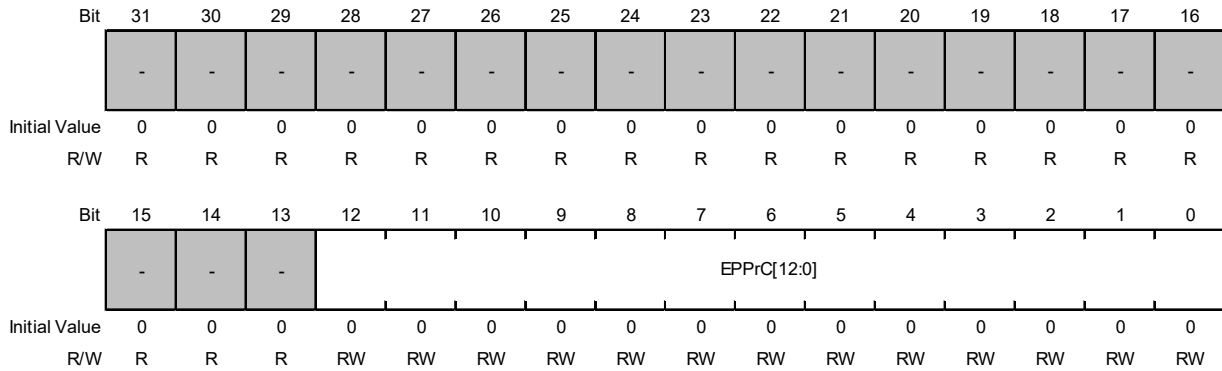 Bit 31 30 29 28 27 26 25 24 23 22 21 20 19 18 17 16
- - - - - - - - - - - - - - - -
Initial Value 0 0 0 0 0 0 0 0 0 0 0 0 0 0 0 0
R/W R R R R R R R R R R R R R R R R
Bit 15 14 13 12 11 10 9 8 7 6 5 4 3 2 1 0
- - - EPPrC[12:0]
Initial Value 0 0 0 0 0 0 0 0 0 0 0 0 0 0 0 0
R/W R R R RW RW RW RW RW RW RW RW RW RW RW RW RW